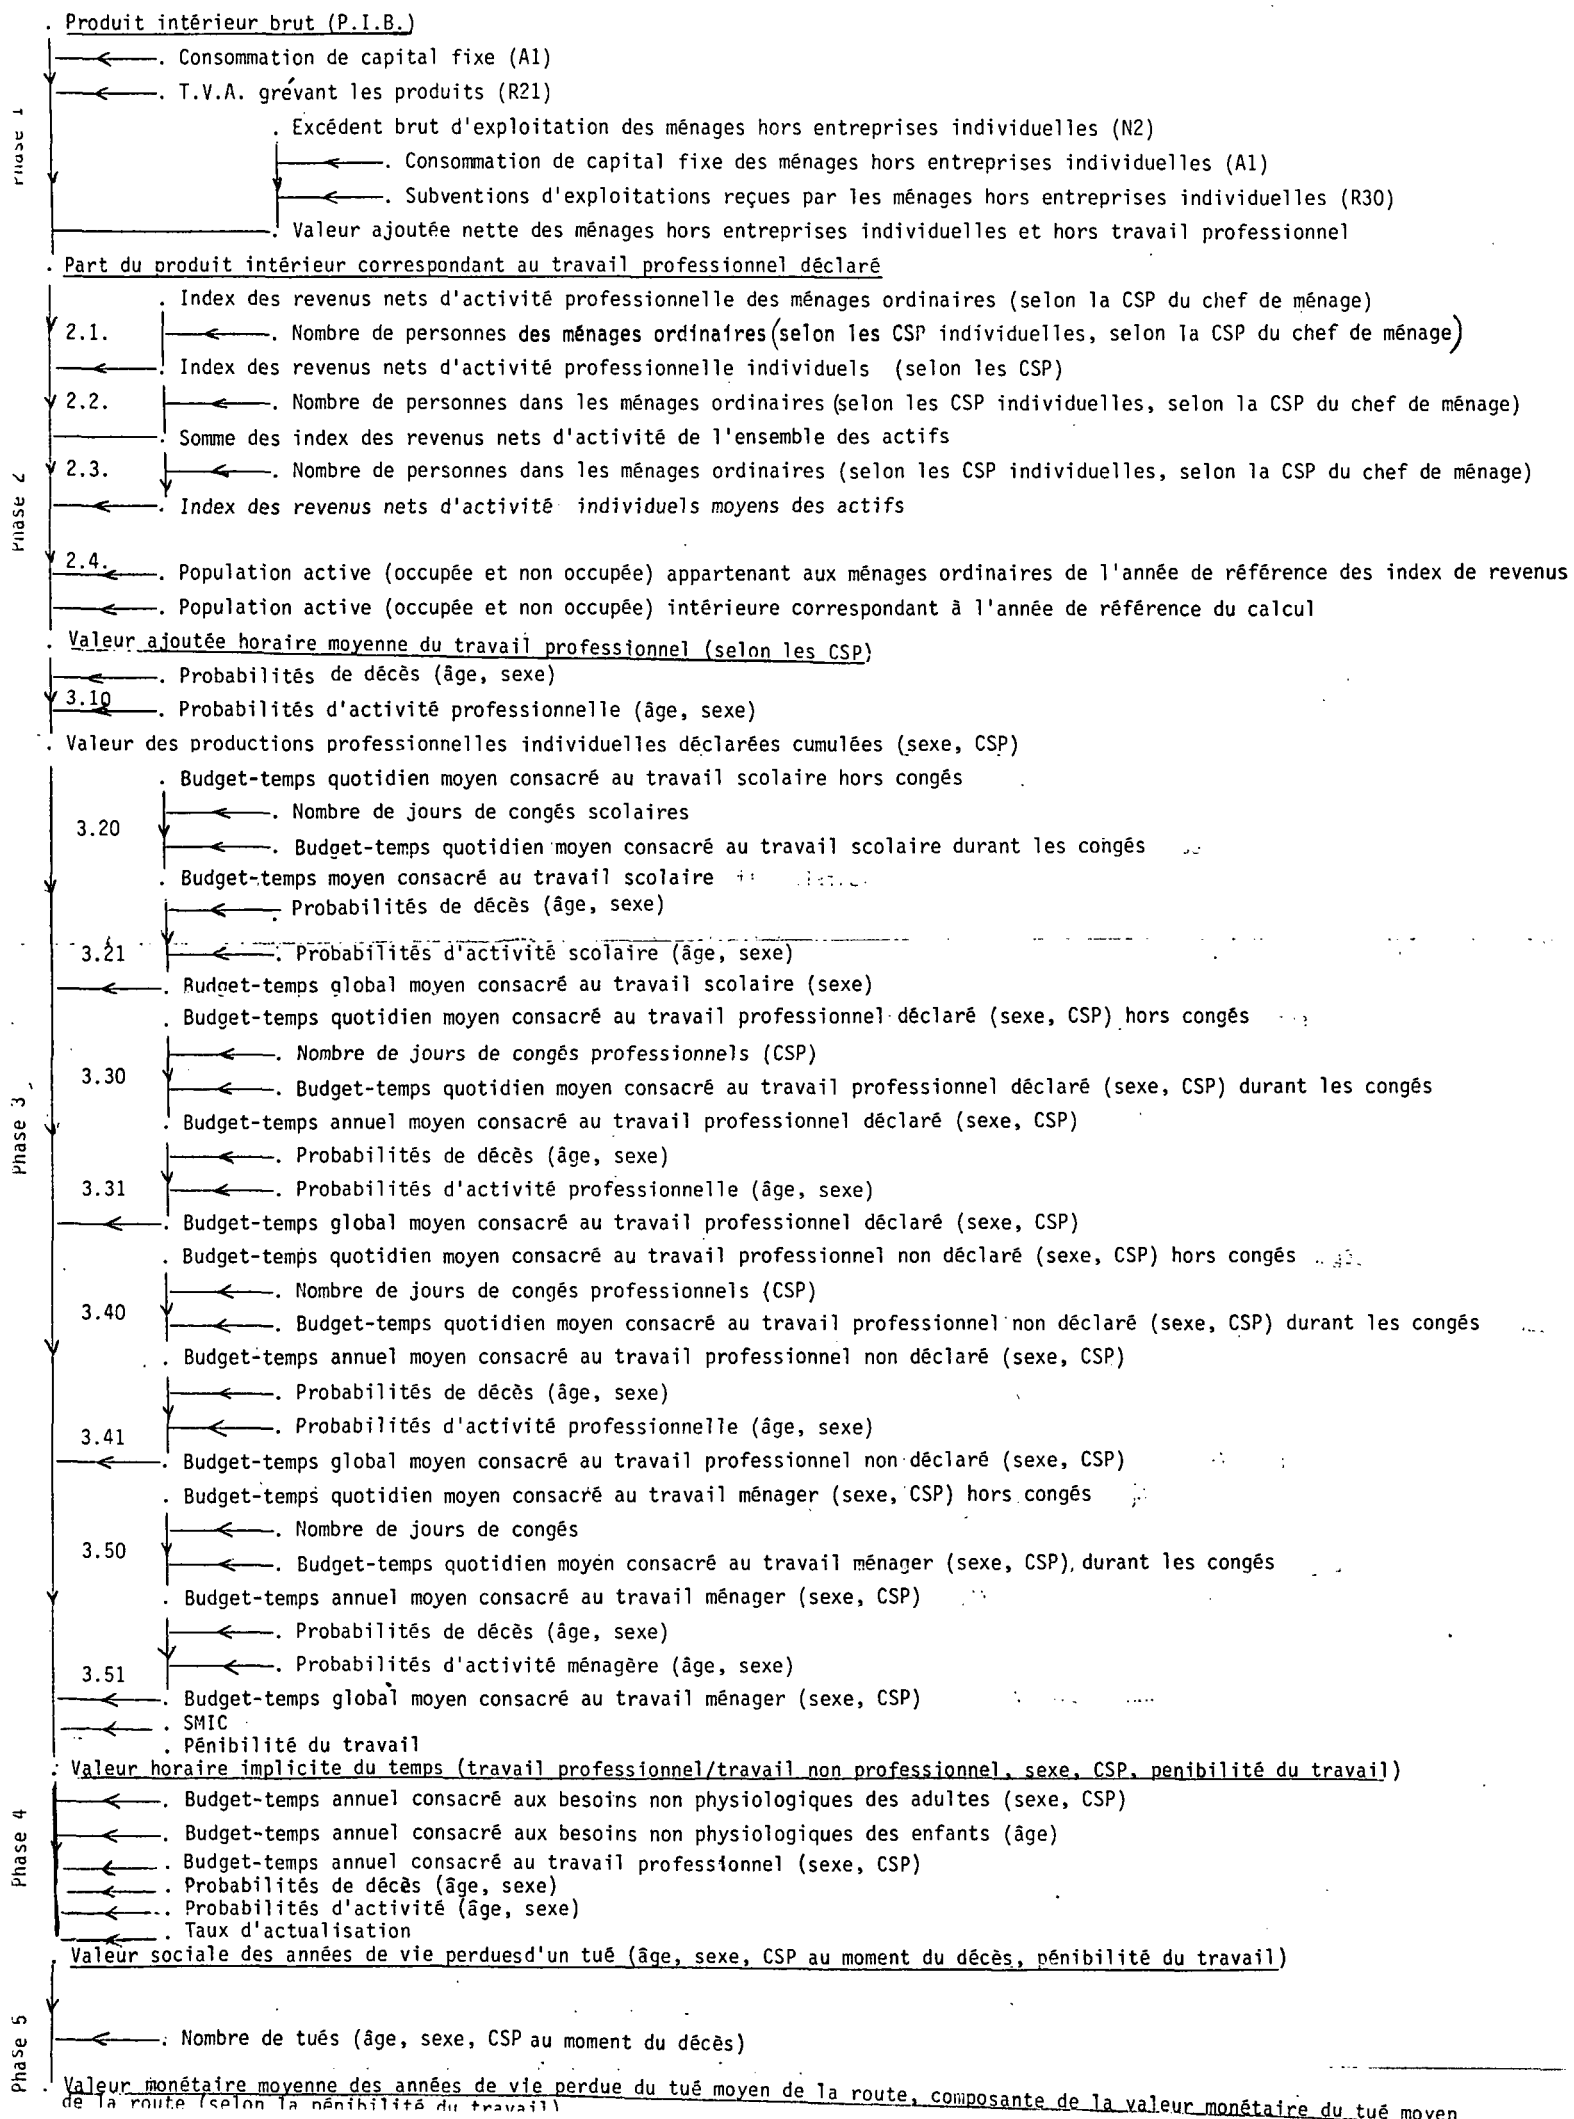 . Produit intérieur brut (P.I.B.)
. Consommation de capital fixe (A1)
. T.V.A. grévant les produits (R21)
Phase 1
. Excédent brut d'exploitation des ménages hors entreprises individuelles (N2)
. Consommation de capital fixe des ménages hors entreprises individuelles (A1)
. Subventions d'exploitations reçues par les ménages hors entreprises individuelles (R30)
. Valeur ajoutée nette des ménages hors entreprises individuelles et hors travail professionnel
. Part du produit intérieur correspondant au travail professionnel déclaré
. Index des revenus nets d'activité professionnelle des ménages ordinaires (selon la CSP du chef de ménage)
2.1. . Nombre de personnes des ménages ordinaires (selon les CSP individuelles, selon la CSP du chef de ménage)
. Index des revenus nets d'activité professionnelle individuels (selon les CSP)
2.2. . Nombre de personnes dans les ménages ordinaires (selon les CSP individuelles, selon la CSP du chef de ménage)
. Somme des index des revenus nets d'activité de l'ensemble des actifs
2.3. . Nombre de personnes dans les ménages ordinaires (selon les CSP individuelles, selon la CSP du chef de ménage)
Phase 2
. Index des revenus nets d'activité individuels moyens des actifs
2.4. . Population active (occupée et non occupée) appartenant aux ménages ordinaires de l'année de référence des index de revenus
. Population active (occupée et non occupée) intérieure correspondant à l'année de référence du calcul
. Valeur ajoutée horaire moyenne du travail professionnel (selon les CSP)
. Probabilités de décès (âge, sexe)
3.10 . Probabilités d'activité professionnelle (âge, sexe)
. Valeur des productions professionnelles individuelles déclarées cumulées (sexe, CSP)
. Budget-temps quotidien moyen consacré au travail scolaire hors congés
. Nombre de jours de congés scolaires
3.20
. Budget-temps quotidien moyen consacré au travail scolaire durant les congés
. Budget-temps moyen consacré au travail scolaire
. Probabilités de décès (âge, sexe)
3.21 . Probabilités d'activité scolaire (âge, sexe)
. Budget-temps global moyen consacré au travail scolaire (sexe)
. Budget-temps quotidien moyen consacré au travail professionnel déclaré (sexe, CSP) hors congés
. Nombre de jours de congés professionnels (CSP)
3.30
. Budget-temps quotidien moyen consacré au travail professionnel déclaré (sexe, CSP) durant les congés
Phase 3
. Budget-temps annuel moyen consacré au travail professionnel déclaré (sexe, CSP)
. Probabilités de décès (âge, sexe)
3.31 . Probabilités d'activité professionnelle (âge, sexe)
. Budget-temps global moyen consacré au travail professionnel déclaré (sexe, CSP)
. Budget-temps quotidien moyen consacré au travail professionnel non déclaré (sexe, CSP) hors congés
. Nombre de jours de congés professionnels (CSP)
3.40
. Budget-temps quotidien moyen consacré au travail professionnel non déclaré (sexe, CSP) durant les congés
. Budget-temps annuel moyen consacré au travail professionnel non déclaré (sexe, CSP)
. Probabilités de décès (âge, sexe)
. Probabilités d'activité professionnelle (âge, sexe)
3.41
. Budget-temps global moyen consacré au travail professionnel non déclaré (sexe, CSP)
. Budget-temps quotidien moyen consacré au travail ménager (sexe, CSP) hors congés
. Nombre de jours de congés
3.50
. Budget-temps quotidien moyen consacré au travail ménager (sexe, CSP), durant les congés
. Budget-temps annuel moyen consacré au travail ménager (sexe, CSP)
. Probabilités de décès (âge, sexe)
. Probabilités d'activité ménagère (âge, sexe)
3.51
. Budget-temps global moyen consacré au travail ménager (sexe, CSP)
. SMIC
. Pénibilité du travail
. Valeur horaire implicite du temps (travail professionnel/travail non professionnel, sexe, CSP, penibilité du travail)
. Budget-temps annuel consacré aux besoins non physiologiques des adultes (sexe, CSP)
. Budget-temps annuel consacré aux besoins non physiologiques des enfants (âge)
Phase 4
. Budget-temps annuel consacré au travail professionnel (sexe, CSP)
. Probabilités de décès (âge, sexe)
. Probabilités d'activité (âge, sexe)
. Taux d'actualisation
. Valeur sociale des années de vie perduesd'un tué (âge, sexe, CSP au moment du décès, pénibilité du travail)
Phase 5
. Nombre de tués (âge, sexe, CSP au moment du décès)
. Valeur monétaire moyenne des années de vie perdue du tué moyen de la route, composante de la valeur monétaire du tué moyen
de la route (selon la pénibilité du travail)